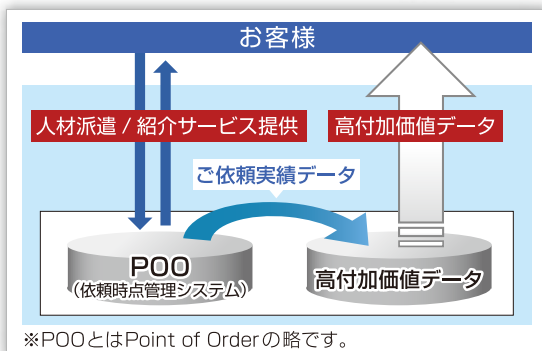 お客様
人材派遣 / 紹介サービス提供
高付加価値データ
ご依頼実績データ
POO
（依頼時点管理システム）
高付加価値データ
※POOとはPoint of Orderの略です。